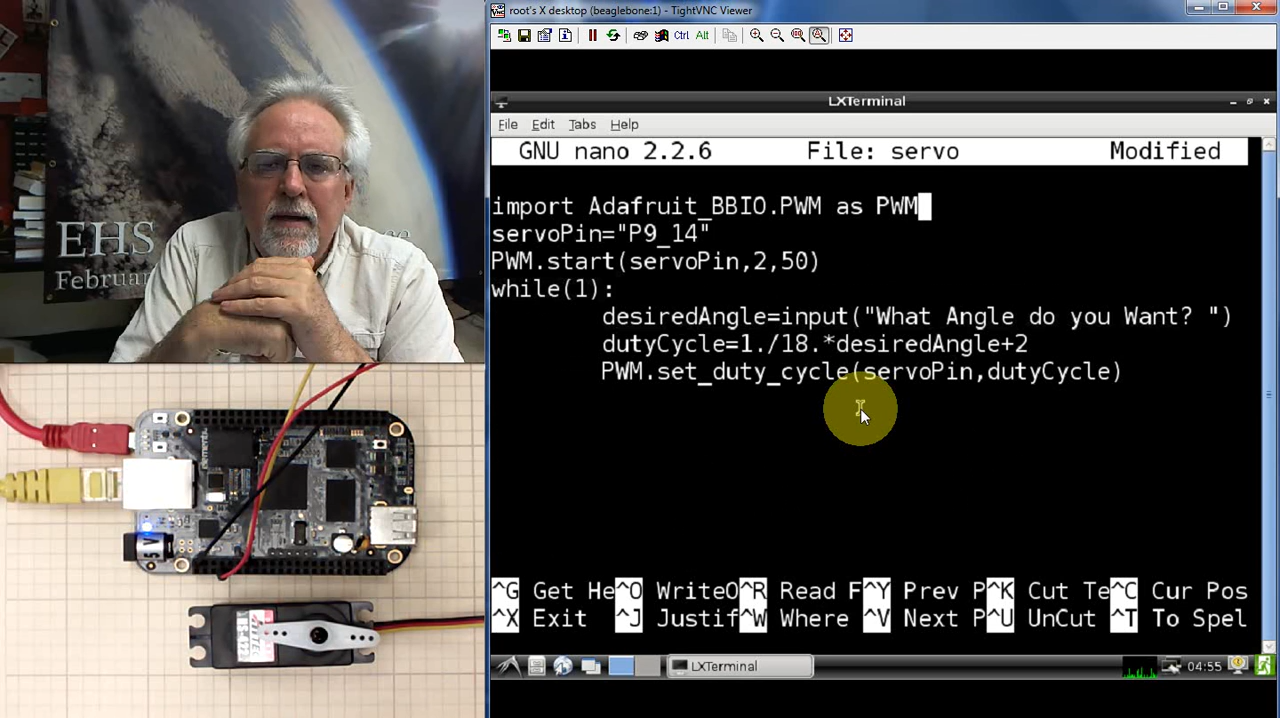 root's X desktop (beaglebone:1) - TightVNC Viewer
Ctrl Alt
LXTerminal
File Edit Tabs Help
GNU nano 2.2.6 File: servo Modified
import Adafruit_BBIO.PWM as PWM
servoPin="P9_14"
PWM.start(servoPin,2,50)
while(1):
desiredAngle=input("What Angle do you Want? ")
dutyCycle=1./18.*desiredAngle+2
PWM.set_duty_cycle(servoPin,dutyCycle)
^G Get He^O WriteO^R Read F^Y Prev P^K Cut Te^C Cur Pos
^X Exit ^J Justif^W Where ^V Next P^U UnCut ^T To Spel
LXTerminal 04:55
EHS
Februar
5V